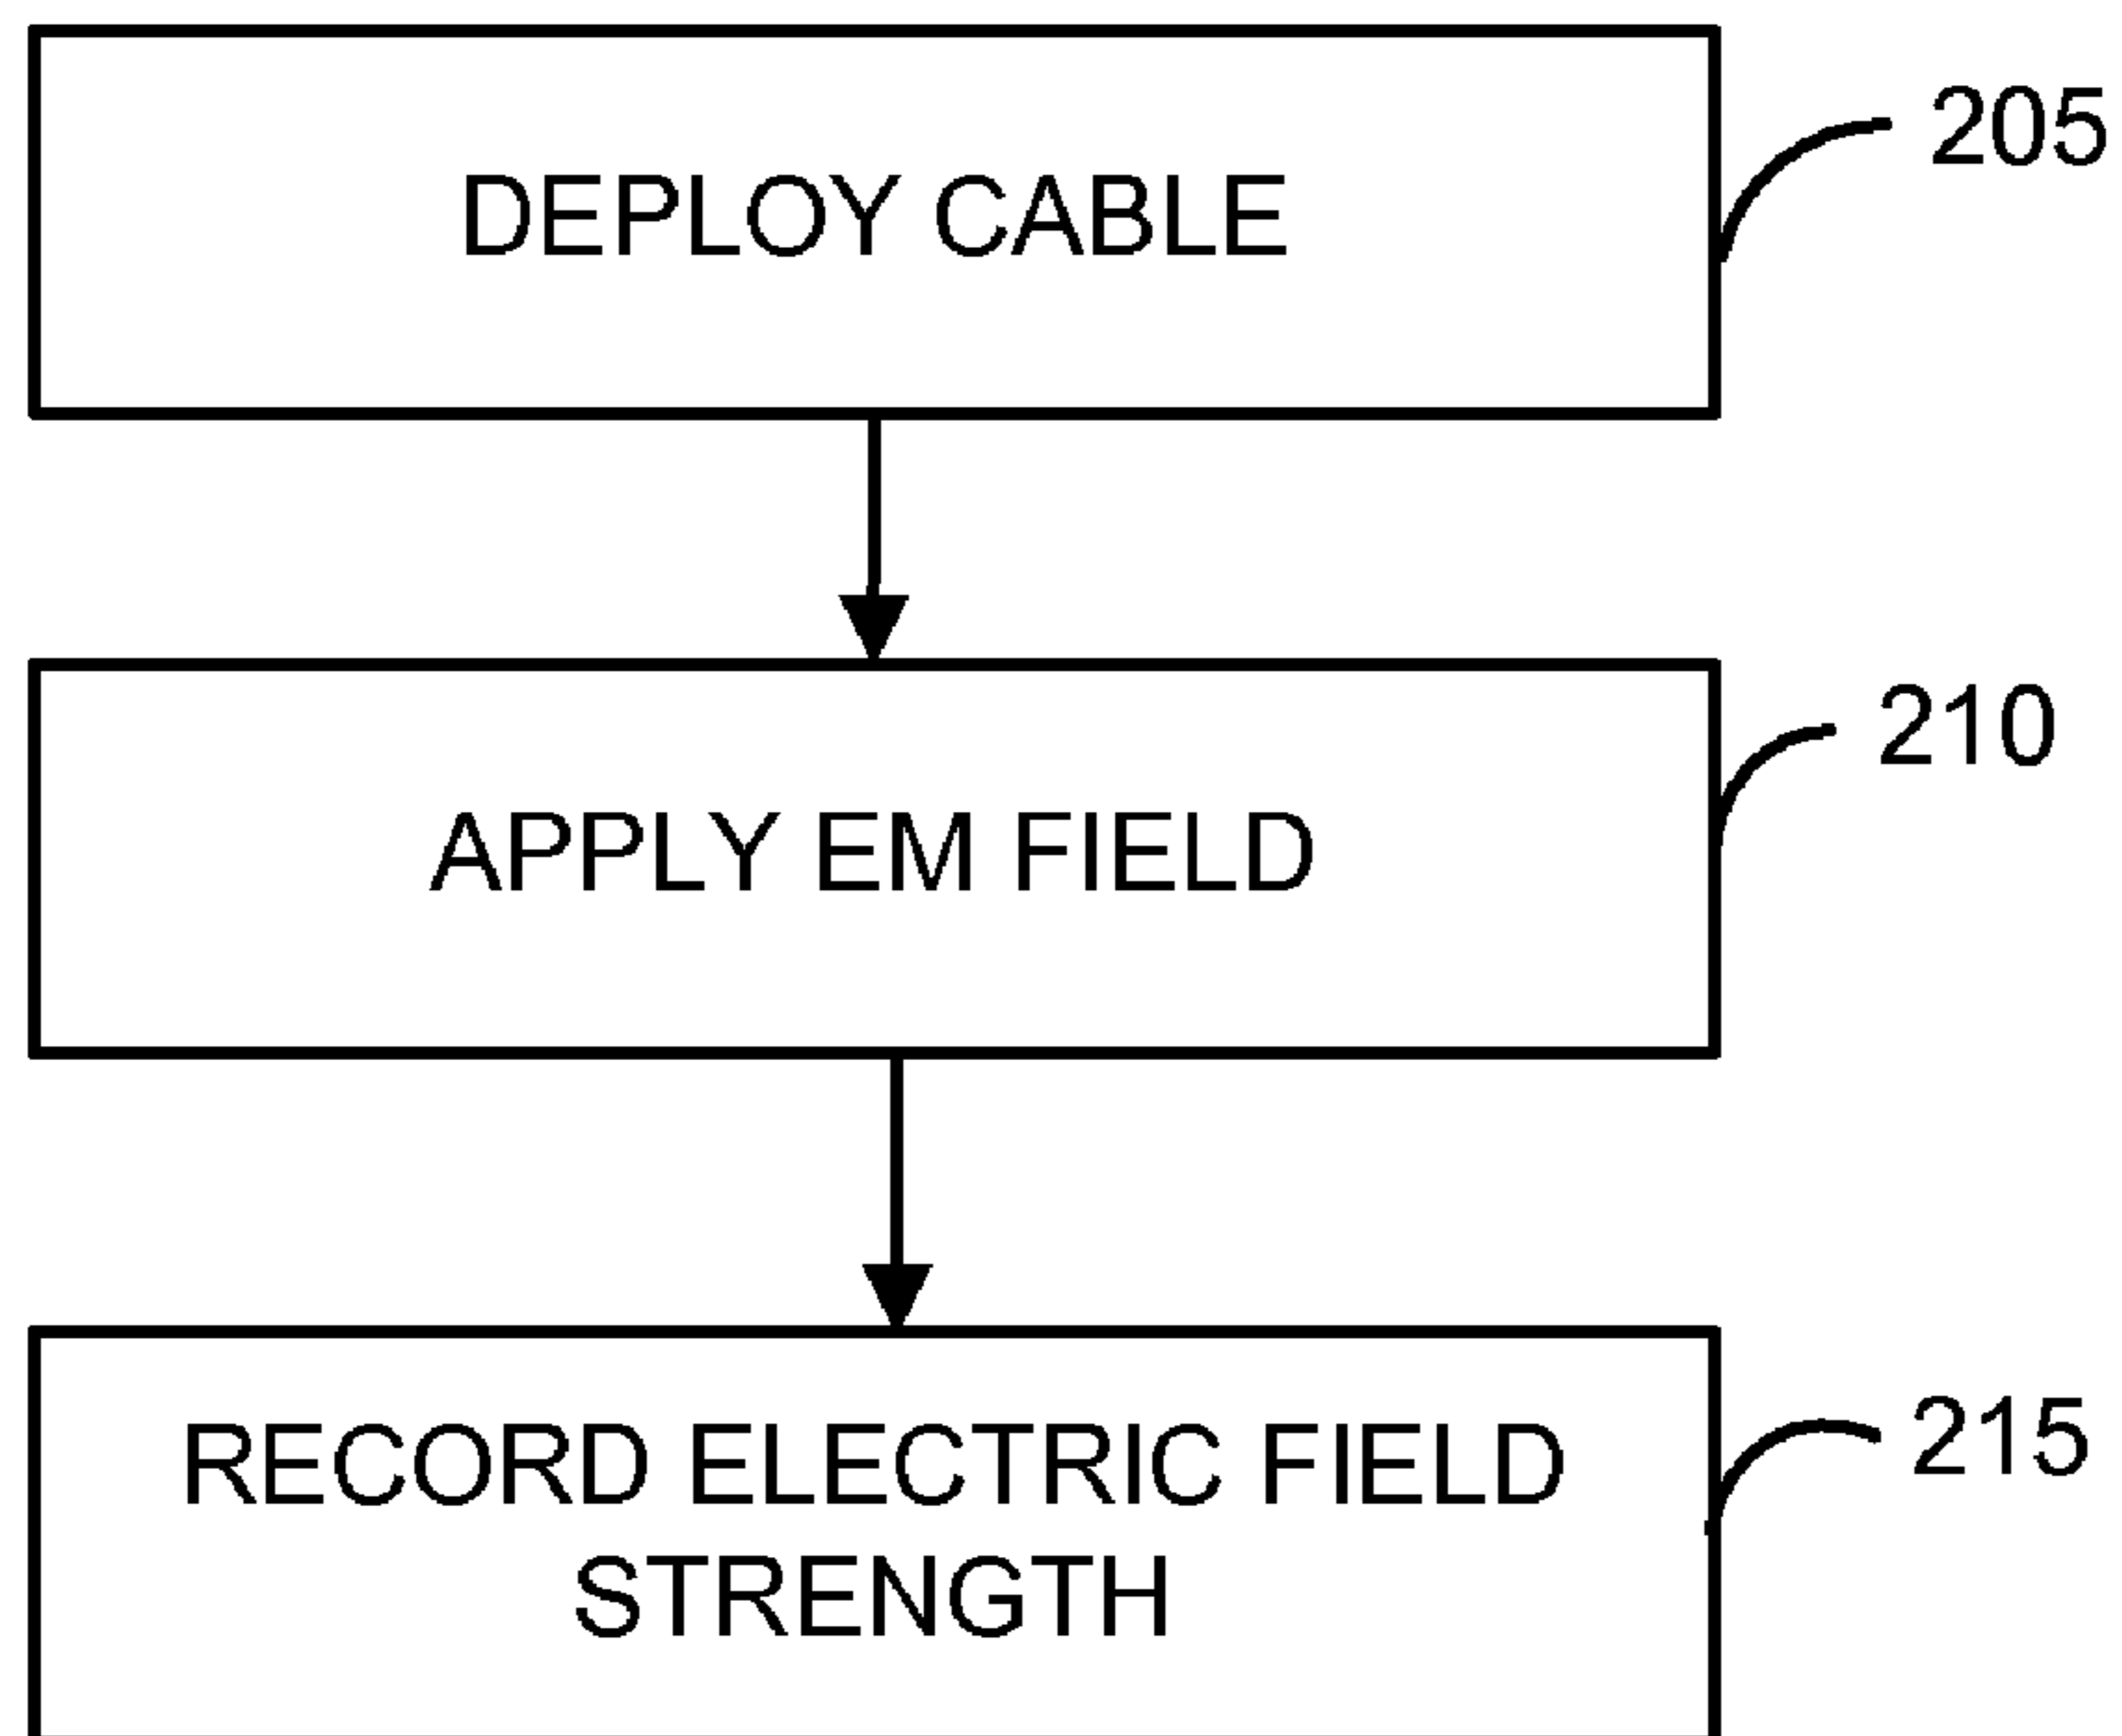 DEPLOY CABLE
205
APPLY EM FIELD
210
RECORD ELECTRIC FIELD
STRENGTH
215